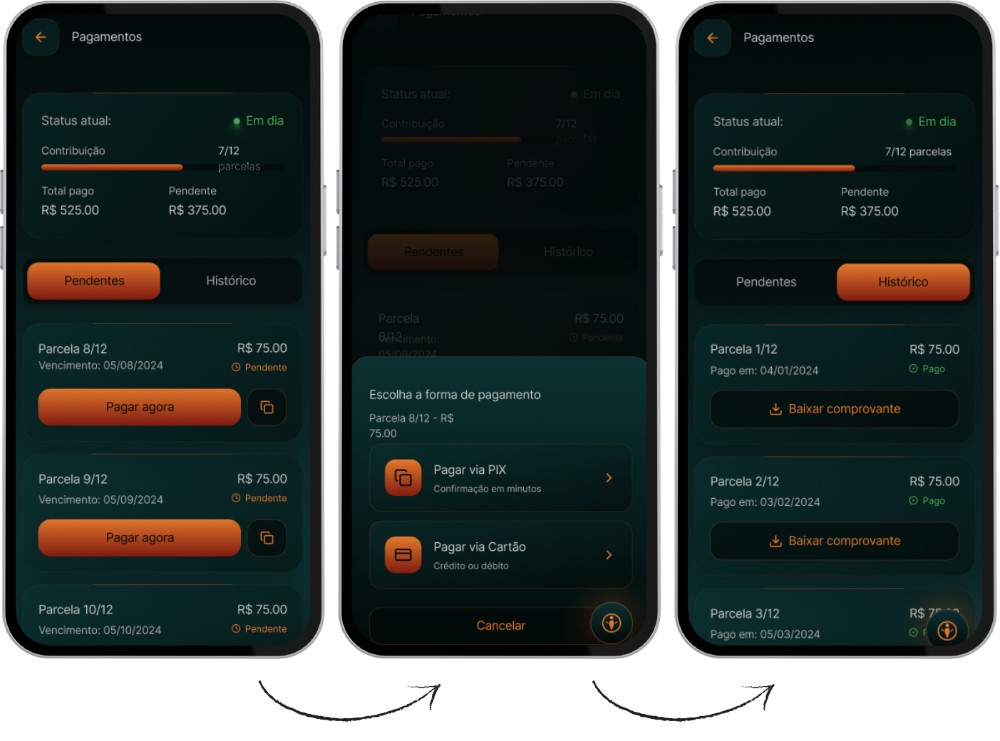 Pagamentos
Status atual:
Em dia
Contribuição
7/12
parcelas
Total pago
Pendente
R$ 525.00
R$ 375.00
Pendentes
Histórico
Parcela 8/12
R$ 75.00
Vencimento: 05/08/2024
Pendente
Pagar agora
Parcela 9/12
R$ 75.00
Vencimento: 05/09/2024
Pendente
Pagar agora
Parcela 10/12
R$ 75.00
Vencimento: 05/10/2024
Pendente
Pagamentos
Status atual:
Em dia
Contribuição
7/12
parcelas
Total pago
Pendente
R$ 525.00
R$ 375.00
Pendentes
Histórico
Parcela
8/12
R$ 75.00
Vencimento:
05/08/2024
Pendente
Escolha a forma de pagamento
Parcela 8/12 - R$
75.00
Pagar via PIX
Confirmação em minutos
Pagar via Cartão
Crédito ou débito
Cancelar
Pagamentos
Status atual:
Em dia
Contribuição
7/12 parcelas
Total pago
Pendente
R$ 525.00
R$ 375.00
Pendentes
Histórico
Parcela 1/12
R$ 75.00
Pago em: 04/01/2024
Pago
Baixar comprovante
Parcela 2/12
R$ 75.00
Pago em: 03/02/2024
Pago
Baixar comprovante
Parcela 3/12
R$ 75.00
Pago em: 05/03/2024